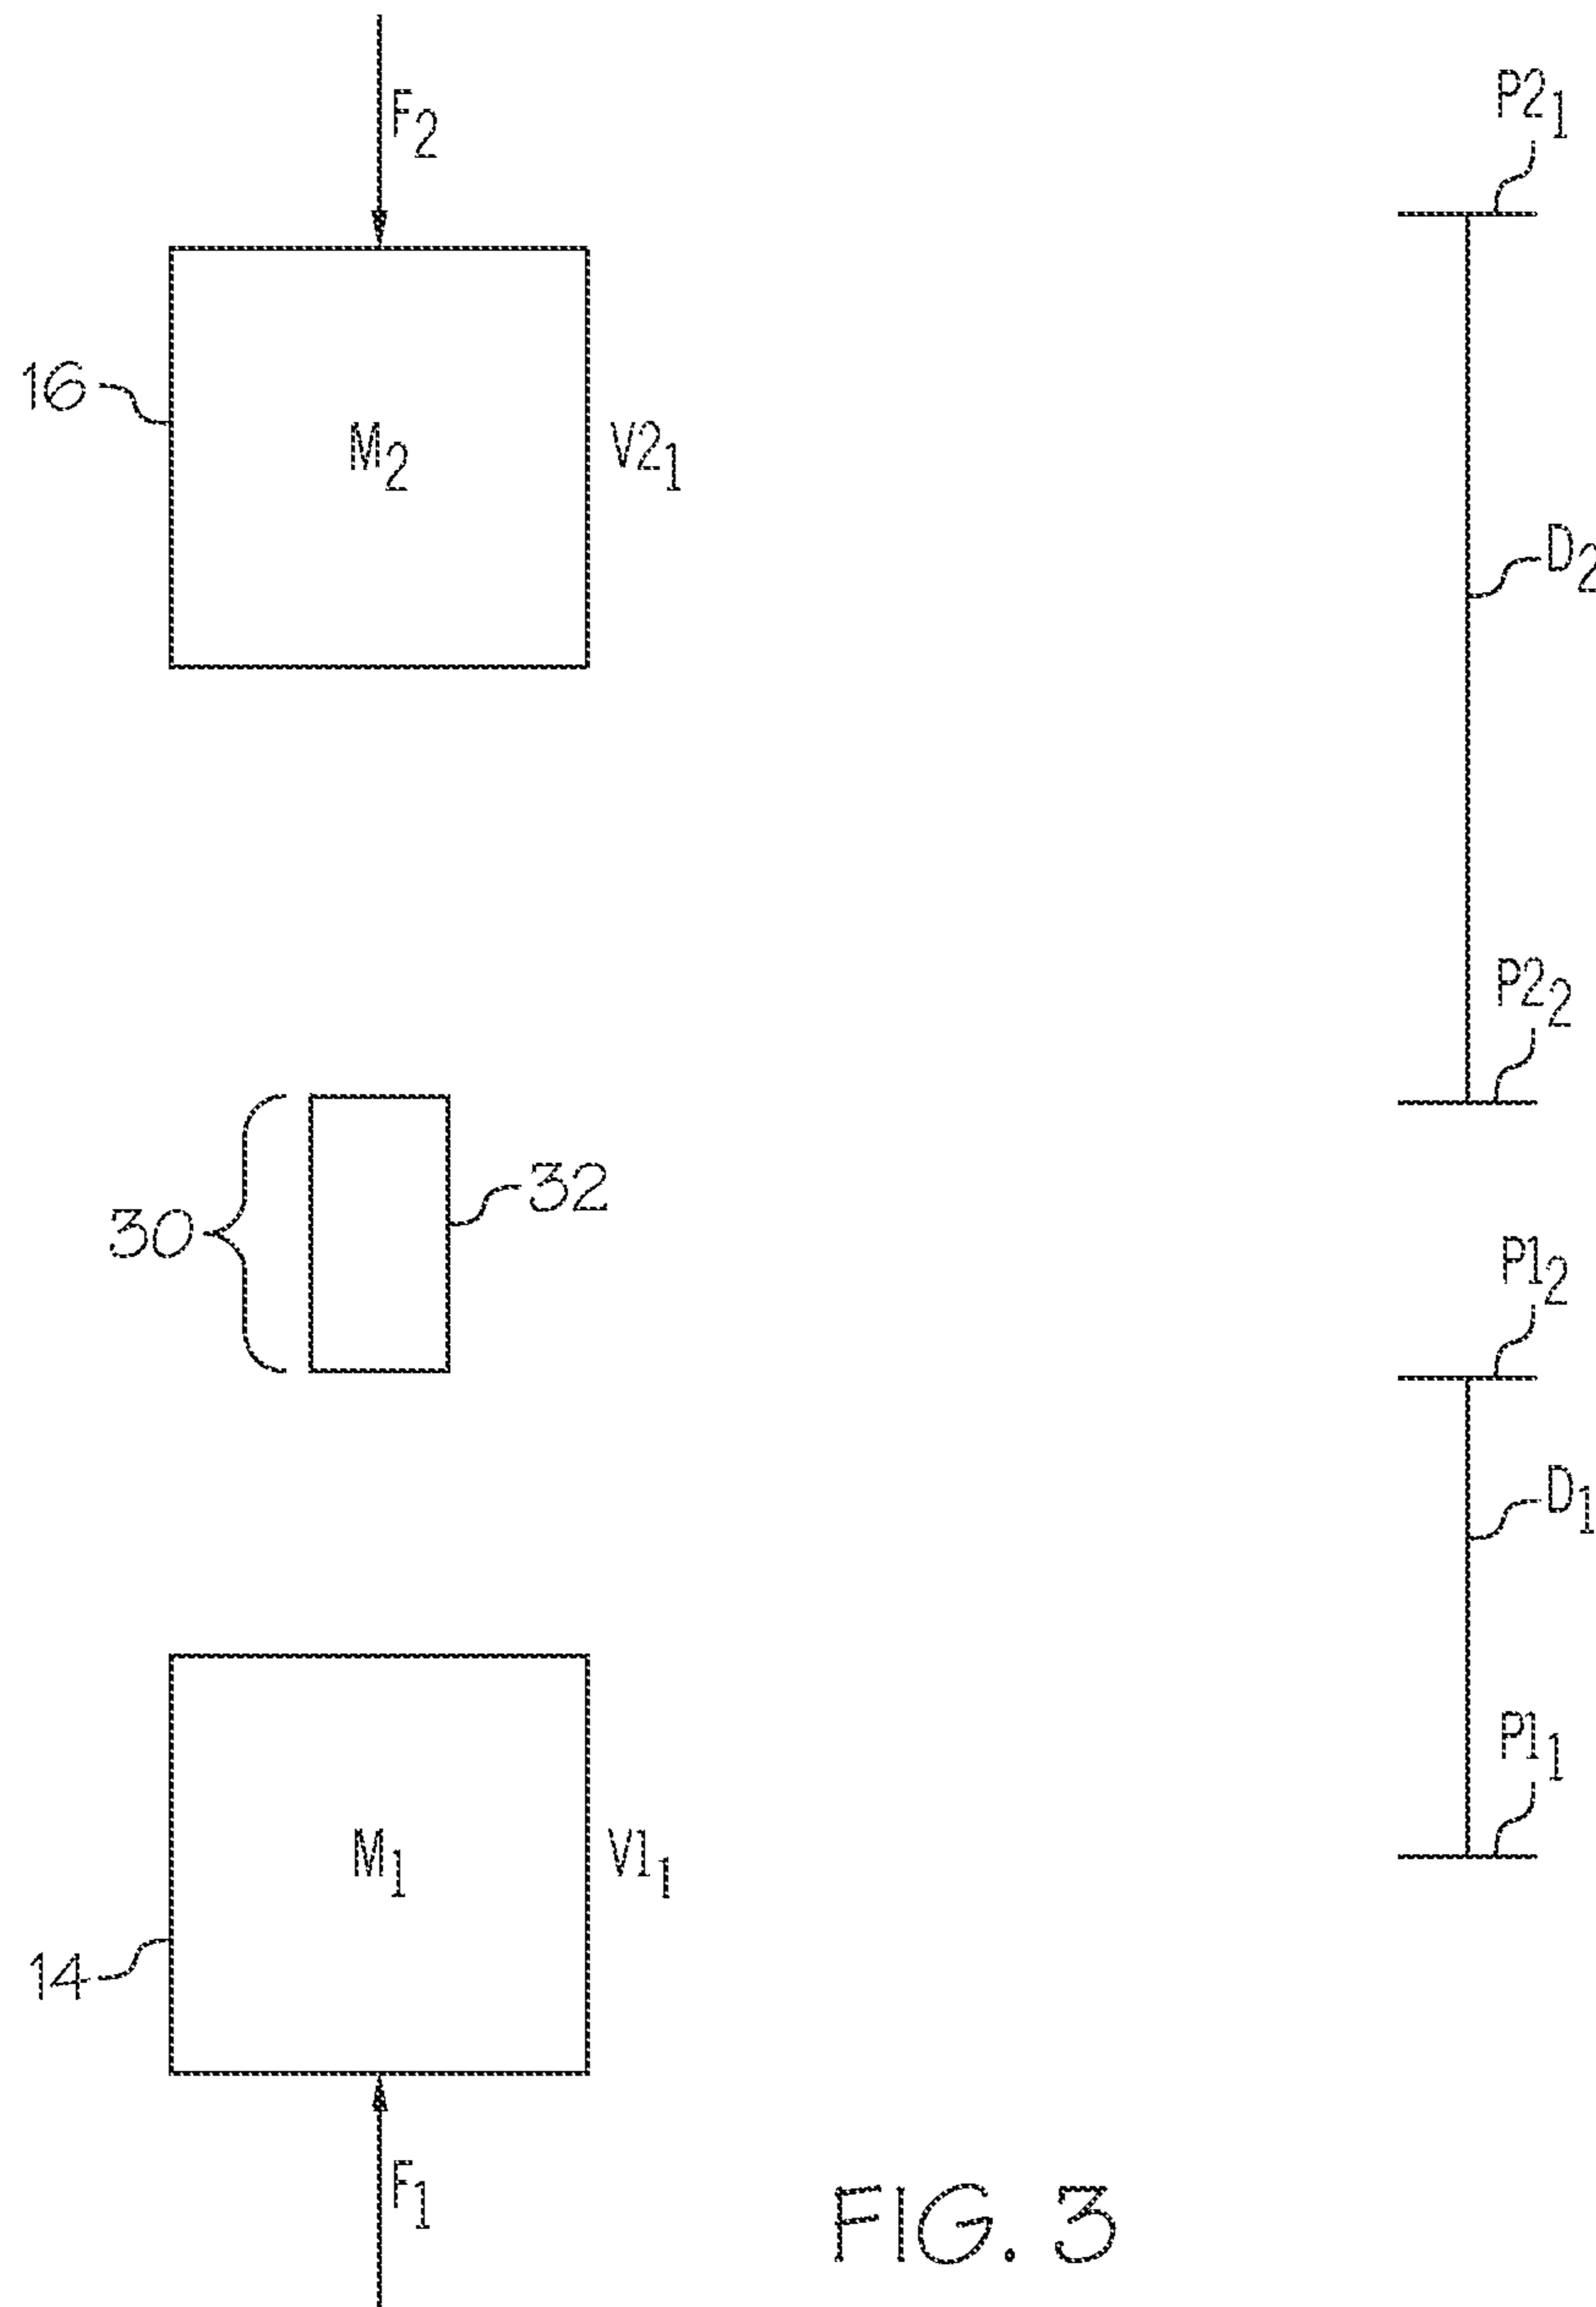 P2₁
F₂
16
M₂
V2₁
D₂
P2₂
32
30
P1₂
D₁
P1₁
M₁
V1₁
14
F₁
FIG. 3